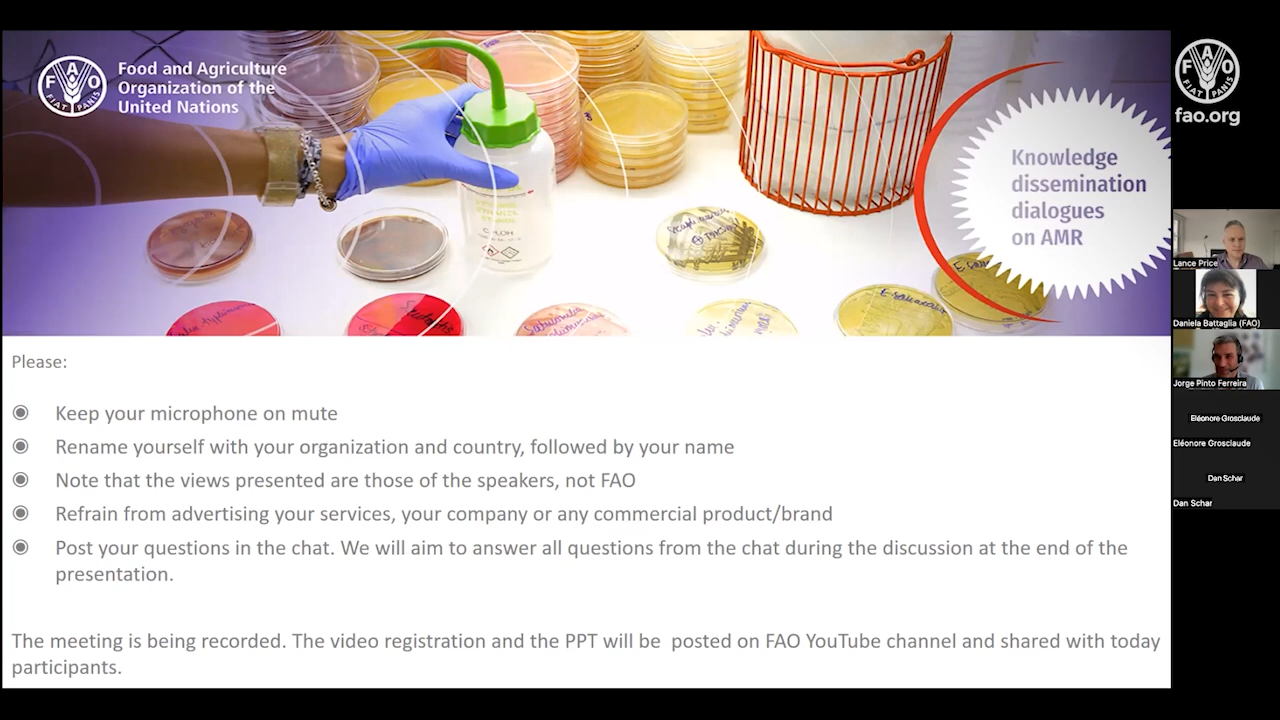 Food and Agriculture
Organization of the
United Nations
F A O
FIAT PANIS
Knowledge
dissemination
dialogues
on AMR
Please:
Keep your microphone on mute
Rename yourself with your organization and country, followed by your name
Note that the views presented are those of the speakers, not FAO
Refrain from advertising your services, your company or any commercial product/brand
Post your questions in the chat. We will aim to answer all questions from the chat during the discussion at the end of the
presentation.
The meeting is being recorded. The video registration and the PPT will be  posted on FAO YouTube channel and shared with today
participants.
F A O
FIAT PANIS
fao.org
Lance Price
Daniela Battaglia (FAO)
Jorge Pinto Ferreira
Eléonore Grosclaude
Eléonore Grosclaude
Dan Schar
Dan Schar